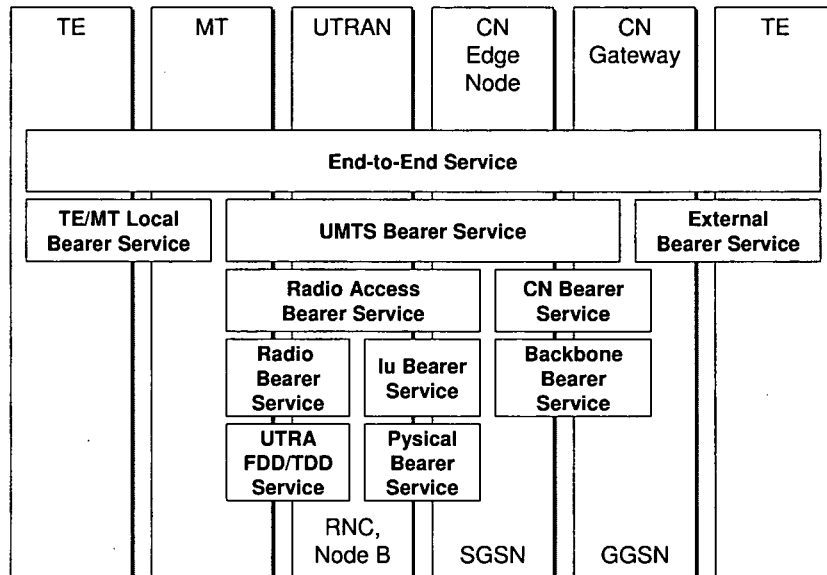 TE
MT
UTRAN
CN
Edge
Node
CN
Gateway
TE
End-to-End Service
TE/MT Local
Bearer Service
UMTS Bearer Service
External
Bearer Service
Radio Access
Bearer Service
CN Bearer
Service
Radio
Bearer
Service
Iu Bearer
Service
Backbone
Bearer
Service
UTRA
FDD/TDD
Service
Pysical
Bearer
Service
RNC,
Node B
SGSN
GGSN